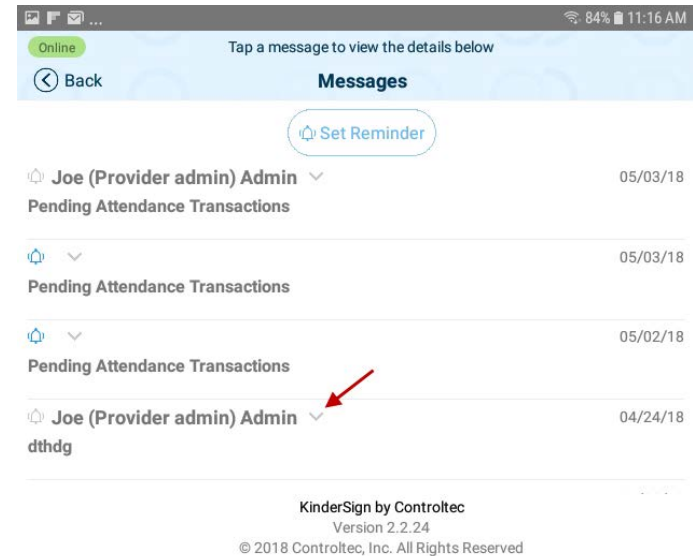 ... 84% 11:16 AM
Online Tap a message to view the details below
Back Messages
Set Reminder
Joe (Provider admin) Admin 05/03/18
Pending Attendance Transactions
05/03/18
Pending Attendance Transactions
05/02/18
Pending Attendance Transactions
Joe (Provider admin) Admin 04/24/18
dthdg
KinderSign by Controltec
Version 2.2.24
© 2018 Controltec, Inc. All Rights Reserved